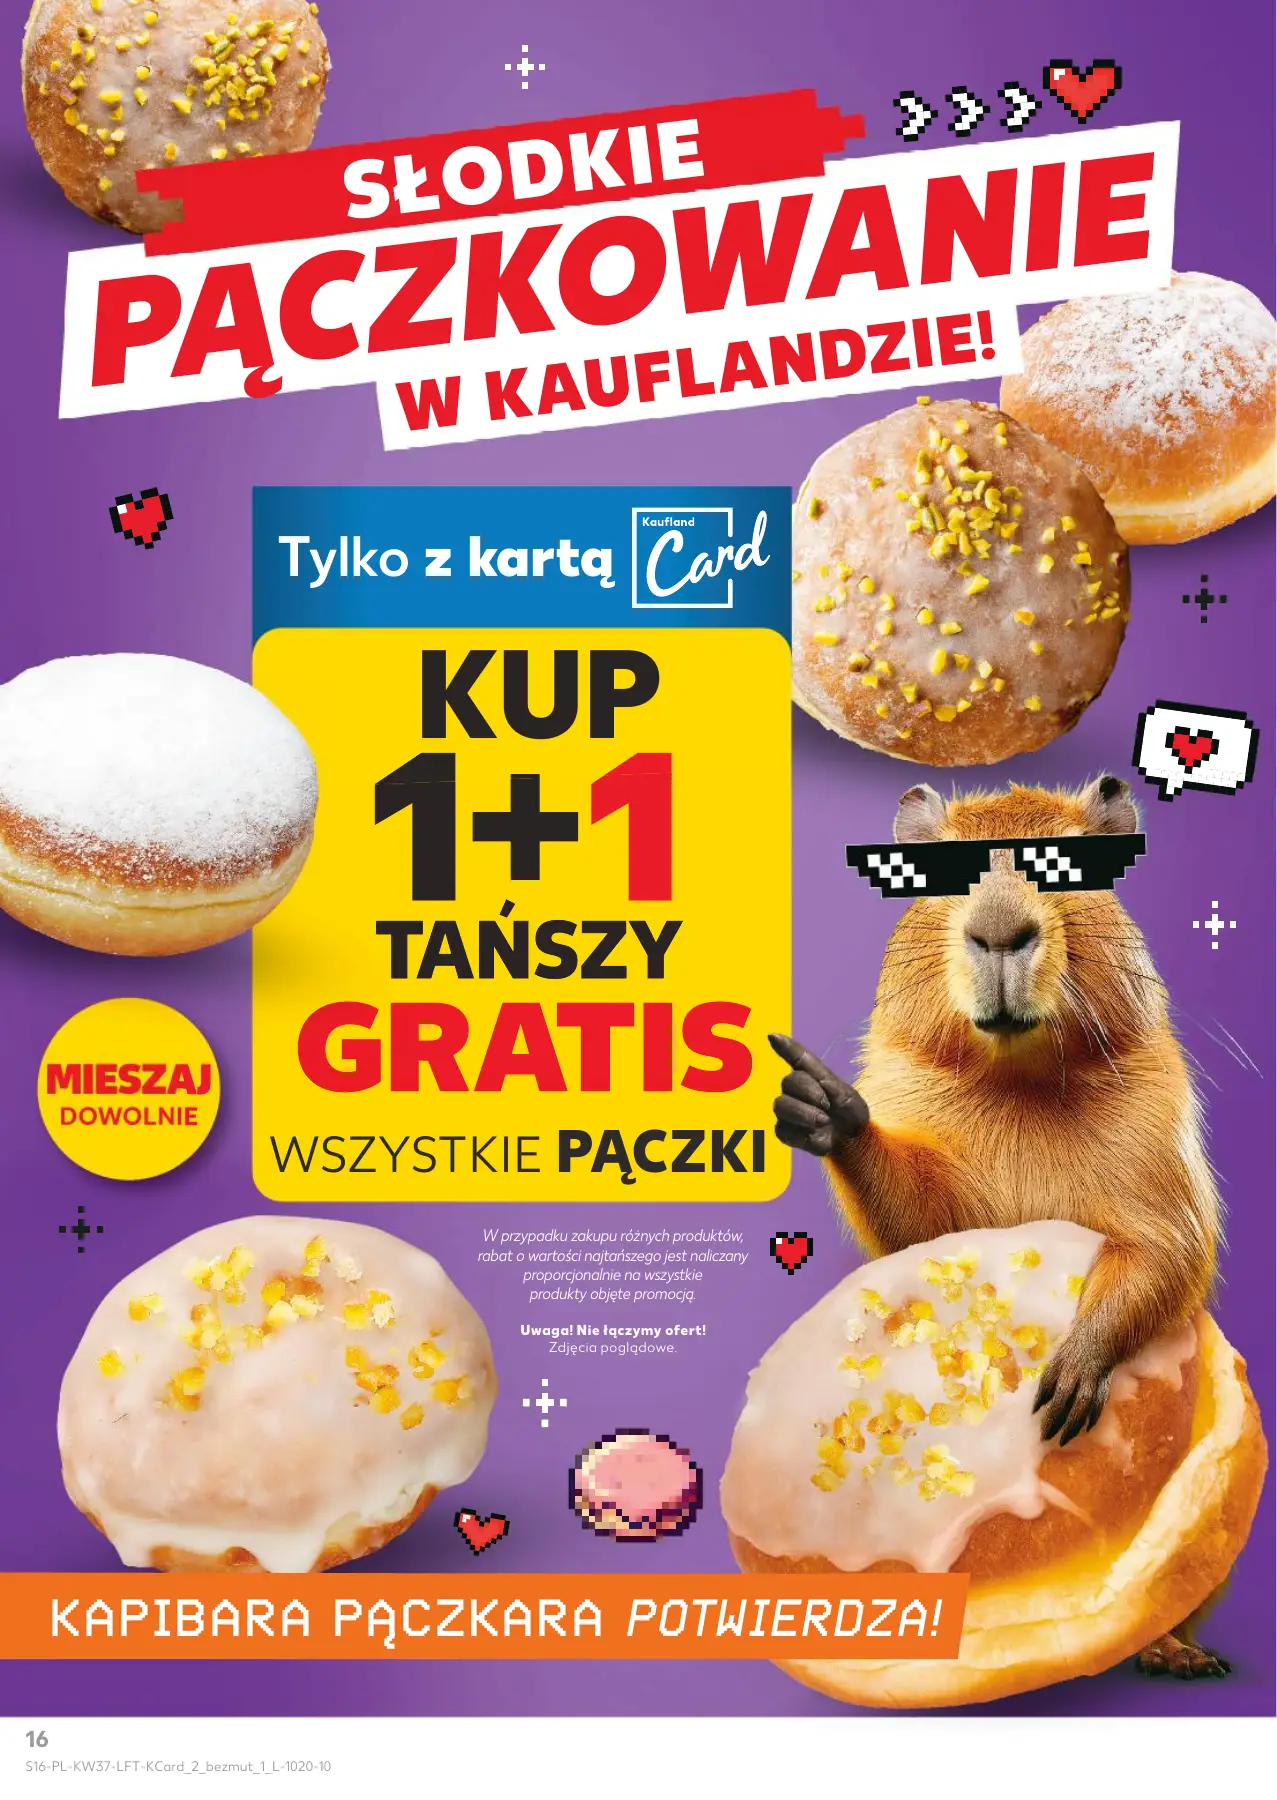 SŁODKIE
PĄCZKOWANIE
W KAUFLANDZIE!
Tylko z kartą
Kaufland
Card
KUP
1+1
TAŃSZY
GRATIS
WSZYSTKIE PĄCZKI
MIESZAJ
DOWOLNIE
W przypadku zakupu różnych produktów,
rabat o wartości najtańszego jest naliczany
proporcjonalnie na wszystkie
produkty objęte promocją.
Uwaga! Nie łączymy ofert!
Zdjęcia poglądowe.
KAPIBARA PĄCZKARA POTWIERDZA!
16
S16-PL-KW37-LFT-KCard_2_bezmut_1_L-1020-10